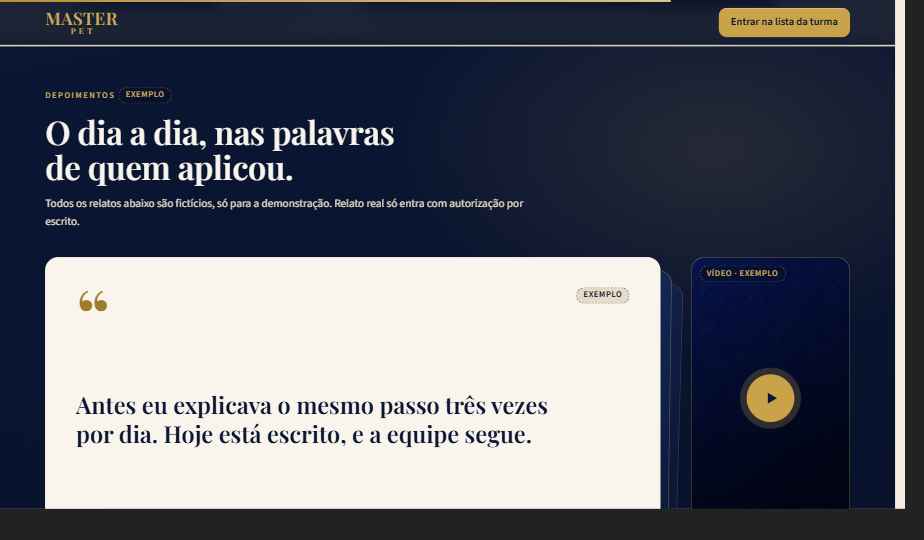 MASTER
PET
Entrar na lista da turma
DEPOIMENTOS EXEMPLO
O dia a dia, nas palavras
de quem aplicou.
Todos os relatos abaixo são fictícios, só para a demonstração. Relato real só entra com autorização por
escrito.
“
EXEMPLO
VÍDEO · EXEMPLO
Antes eu explicava o mesmo passo três vezes
por dia. Hoje está escrito, e a equipe segue.